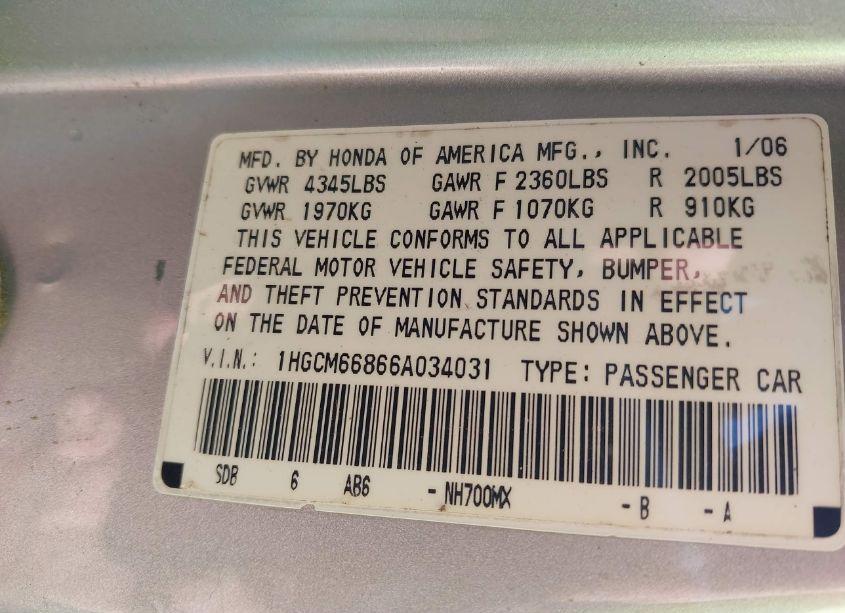 MFD. BY HONDA OF AMERICA MFG., INC. 1/06
GVWR 4345LBS GAWR F 2360LBS R 2005LBS
GVWR 1970KG GAWR F 1070KG R 910KG
THIS VEHICLE CONFORMS TO ALL APPLICABLE
FEDERAL MOTOR VEHICLE SAFETY, BUMPER,
AND THEFT PREVENTION STANDARDS IN EFFECT
ON THE DATE OF MANUFACTURE SHOWN ABOVE.
V.I.N.: 1HGCM66866A034031 TYPE: PASSENGER CAR
SDB 6 AB6 - NH700MX - B - A